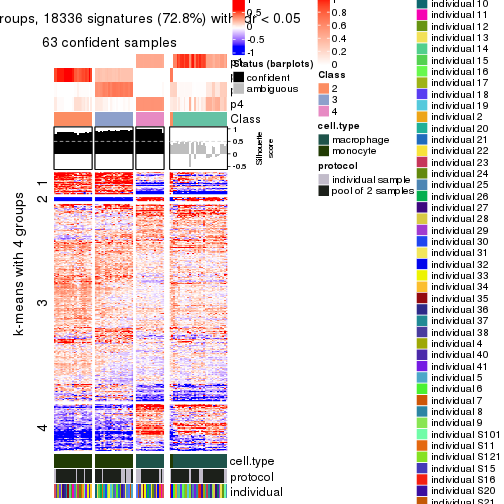 roups, 18336 signatures (72.8%) with fdr < 0.05
63 confident samples
p4
Class
1
0.5
0
-0.5
Silhouette
score
k-means with 4 groups
1
2
3
4
cell.type
protocol
individual
0.5
0
-0.5
-1
Status (barplots)
confident
ambiguous
0.8
0.6
0.4
0.2
0
Class
2
3
4
cell.type
macrophage
monocyte
protocol
individual sample
pool of 2 samples
individual 10
individual 11
individual 12
individual 13
individual 14
individual 15
individual 16
individual 17
individual 18
individual 19
individual 2
individual 20
individual 21
individual 22
individual 23
individual 24
individual 25
individual 26
individual 27
individual 28
individual 29
individual 30
individual 31
individual 32
individual 33
individual 34
individual 35
individual 36
individual 37
individual 38
individual 4
individual 40
individual 41
individual 5
individual 6
individual 7
individual 8
individual 9
individual S101
individual S11
individual S121
individual S15
individual S16
individual S20
individual S21